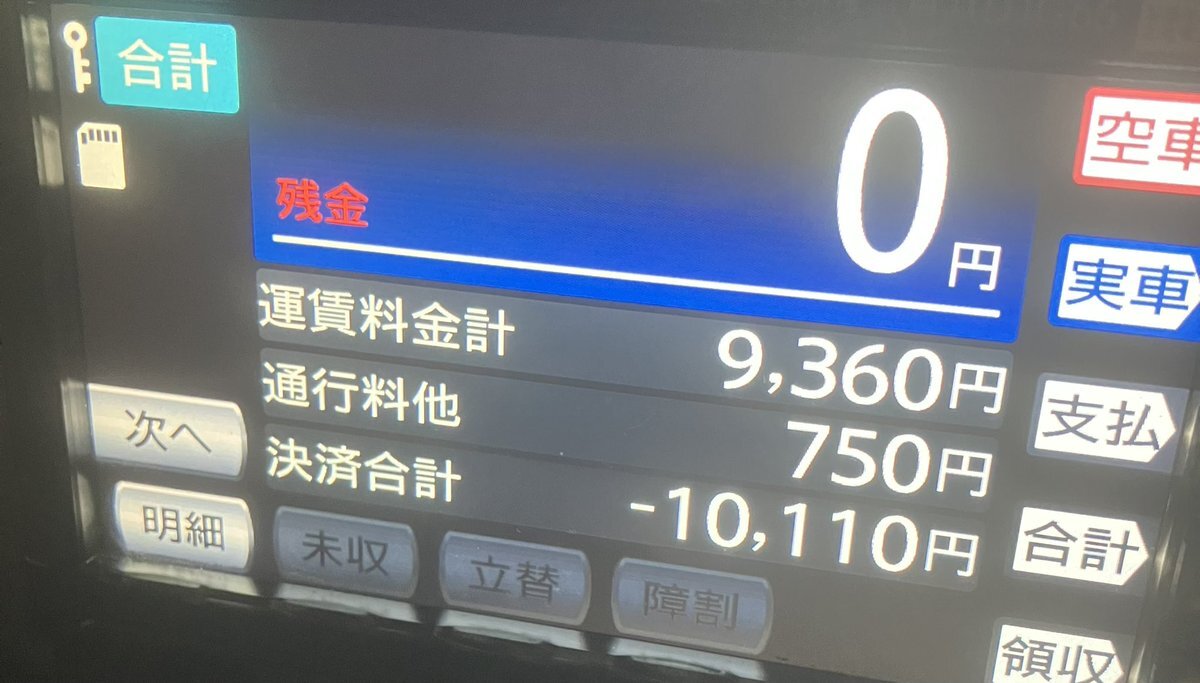 合計
0円
残金
運賃料金計 9,360円
通行料他 750円
決済合計 -10,110円
次へ
明細
未収
立替
障割
空車
実車
支払
合計
領収